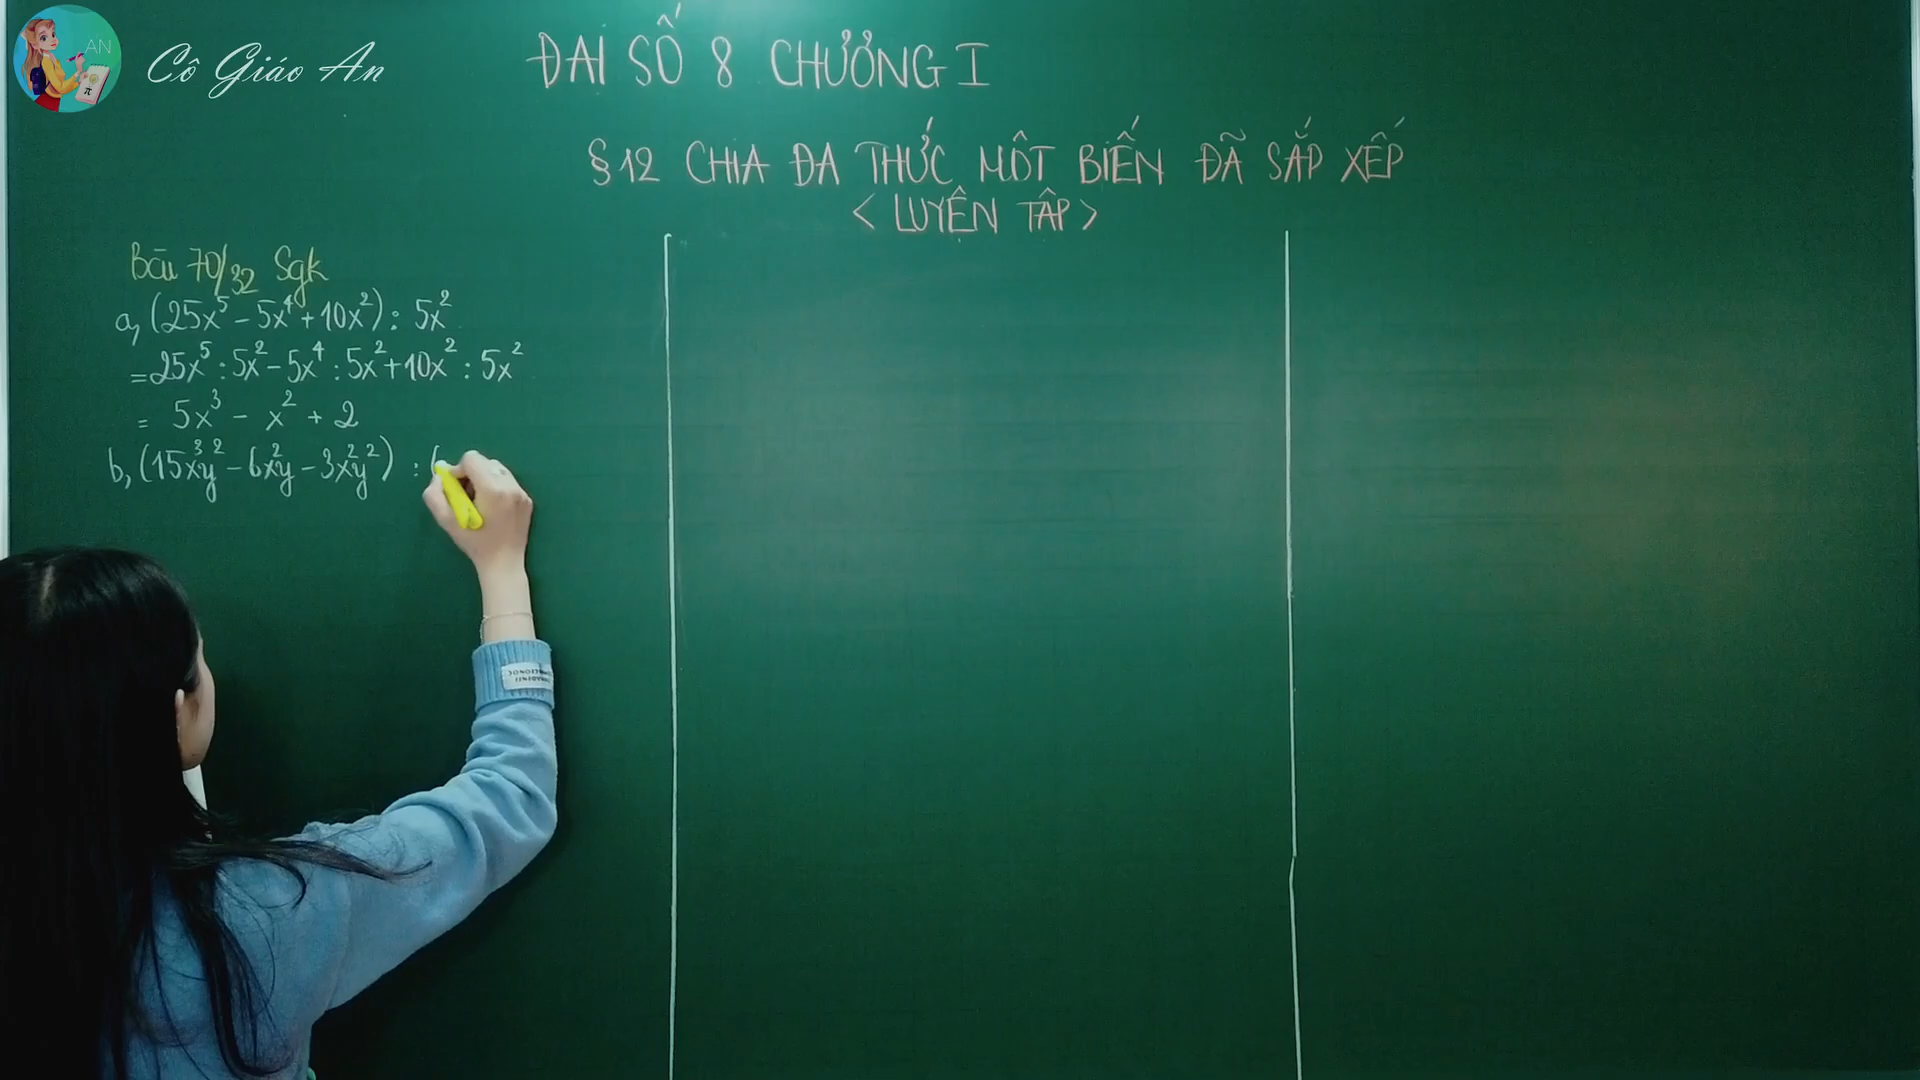 AN
π
Cô Giáo An
ĐẠI SỐ 8 CHƯƠNG I
§12 CHIA ĐA THỨC MỘT BIẾN ĐÃ SẮP XẾP
< LUYỆN TẬP >
Bài 70/32 Sgk
a, (25x⁵ - 5x⁴ + 10x²) : 5x²
= 25x⁵ : 5x² - 5x⁴ : 5x² + 10x² : 5x²
= 5x³ - x² + 2
b, (15x³y² - 6x²y - 3x²y²) :